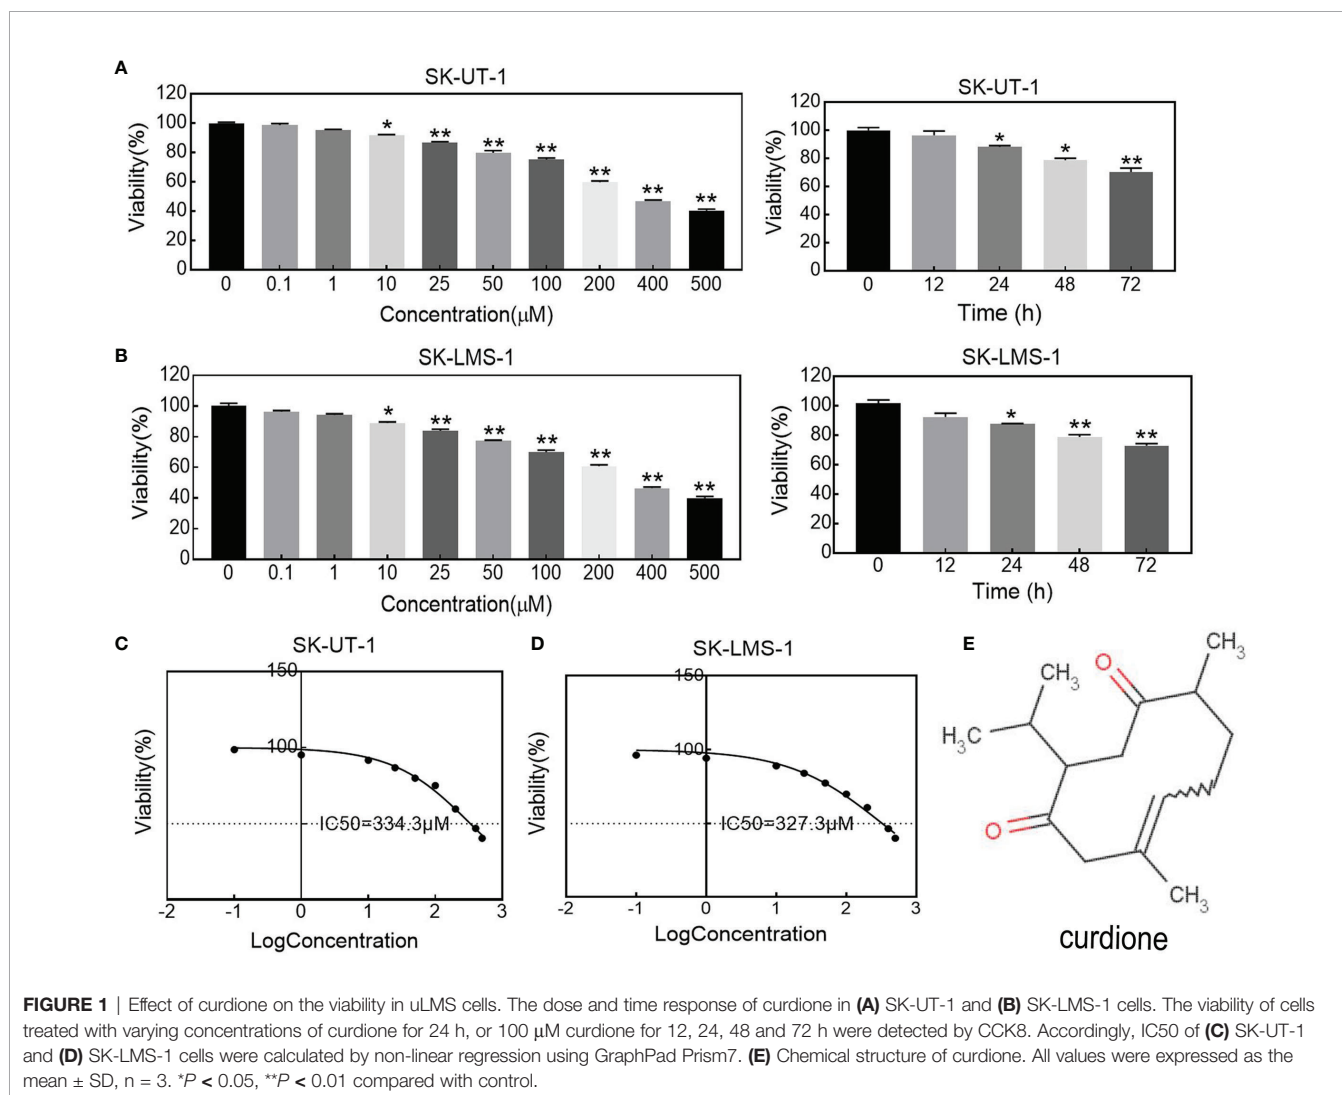 A
SK-UT-1
120
100
80
60
40
20
0
Viability(%)
* ** ** ** ** ** **
0 0.1 1 10 25 50 100 200 400 500
Concentration(μM)
SK-UT-1
120
100
80
60
40
20
0
Viability(%)
* * **
0 12 24 48 72
Time (h)
B
SK-LMS-1
120
100
80
60
40
20
0
Viability(%)
* ** ** ** ** ** **
0 0.1 1 10 25 50 100 200 400 500
Concentration(μM)
SK-LMS-1
120
100
80
60
40
20
0
Viability(%)
* ** **
0 12 24 48 72
Time (h)
C
SK-UT-1
150
100
Viability(%)
IC50=334.3μM
-2 -1 0 1 2 3
LogConcentration
D
SK-LMS-1
150
100
Viability(%)
IC50=327.3μM
-2 -1 0 1 2 3
LogConcentration
E
CH3
O
CH3
H3C
O
CH3
curdione
FIGURE 1 | Effect of curdione on the viability in uLMS cells. The dose and time response of curdione in (A) SK-UT-1 and (B) SK-LMS-1 cells. The viability of cells
treated with varying concentrations of curdione for 24 h, or 100 μM curdione for 12, 24, 48 and 72 h were detected by CCK8. Accordingly, IC50 of (C) SK-UT-1
and (D) SK-LMS-1 cells were calculated by non-linear regression using GraphPad Prism7. (E) Chemical structure of curdione. All values were expressed as the
mean ± SD, n = 3. *P < 0.05, **P < 0.01 compared with control.